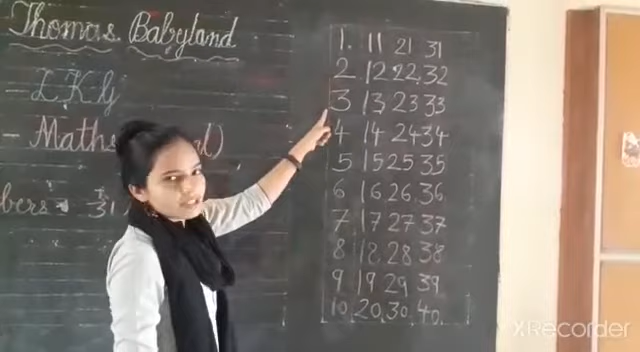 Thomas Babyland
- L K G
- Maths
bers - 31
1. 11 21 31
2 12 22 32
3 13 23 33
4 14 24 34
5 15 25 35
6 16 26 36
7 17 27 37
8 18 28 38
9 19 29 39
10 20 30 40
XRecorder